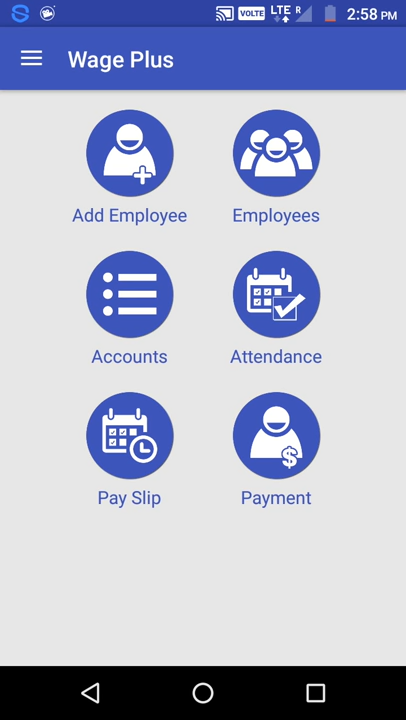 VOLTE LTE R 2:58 PM
Wage Plus
Add Employee Employees
Accounts Attendance
Pay Slip Payment